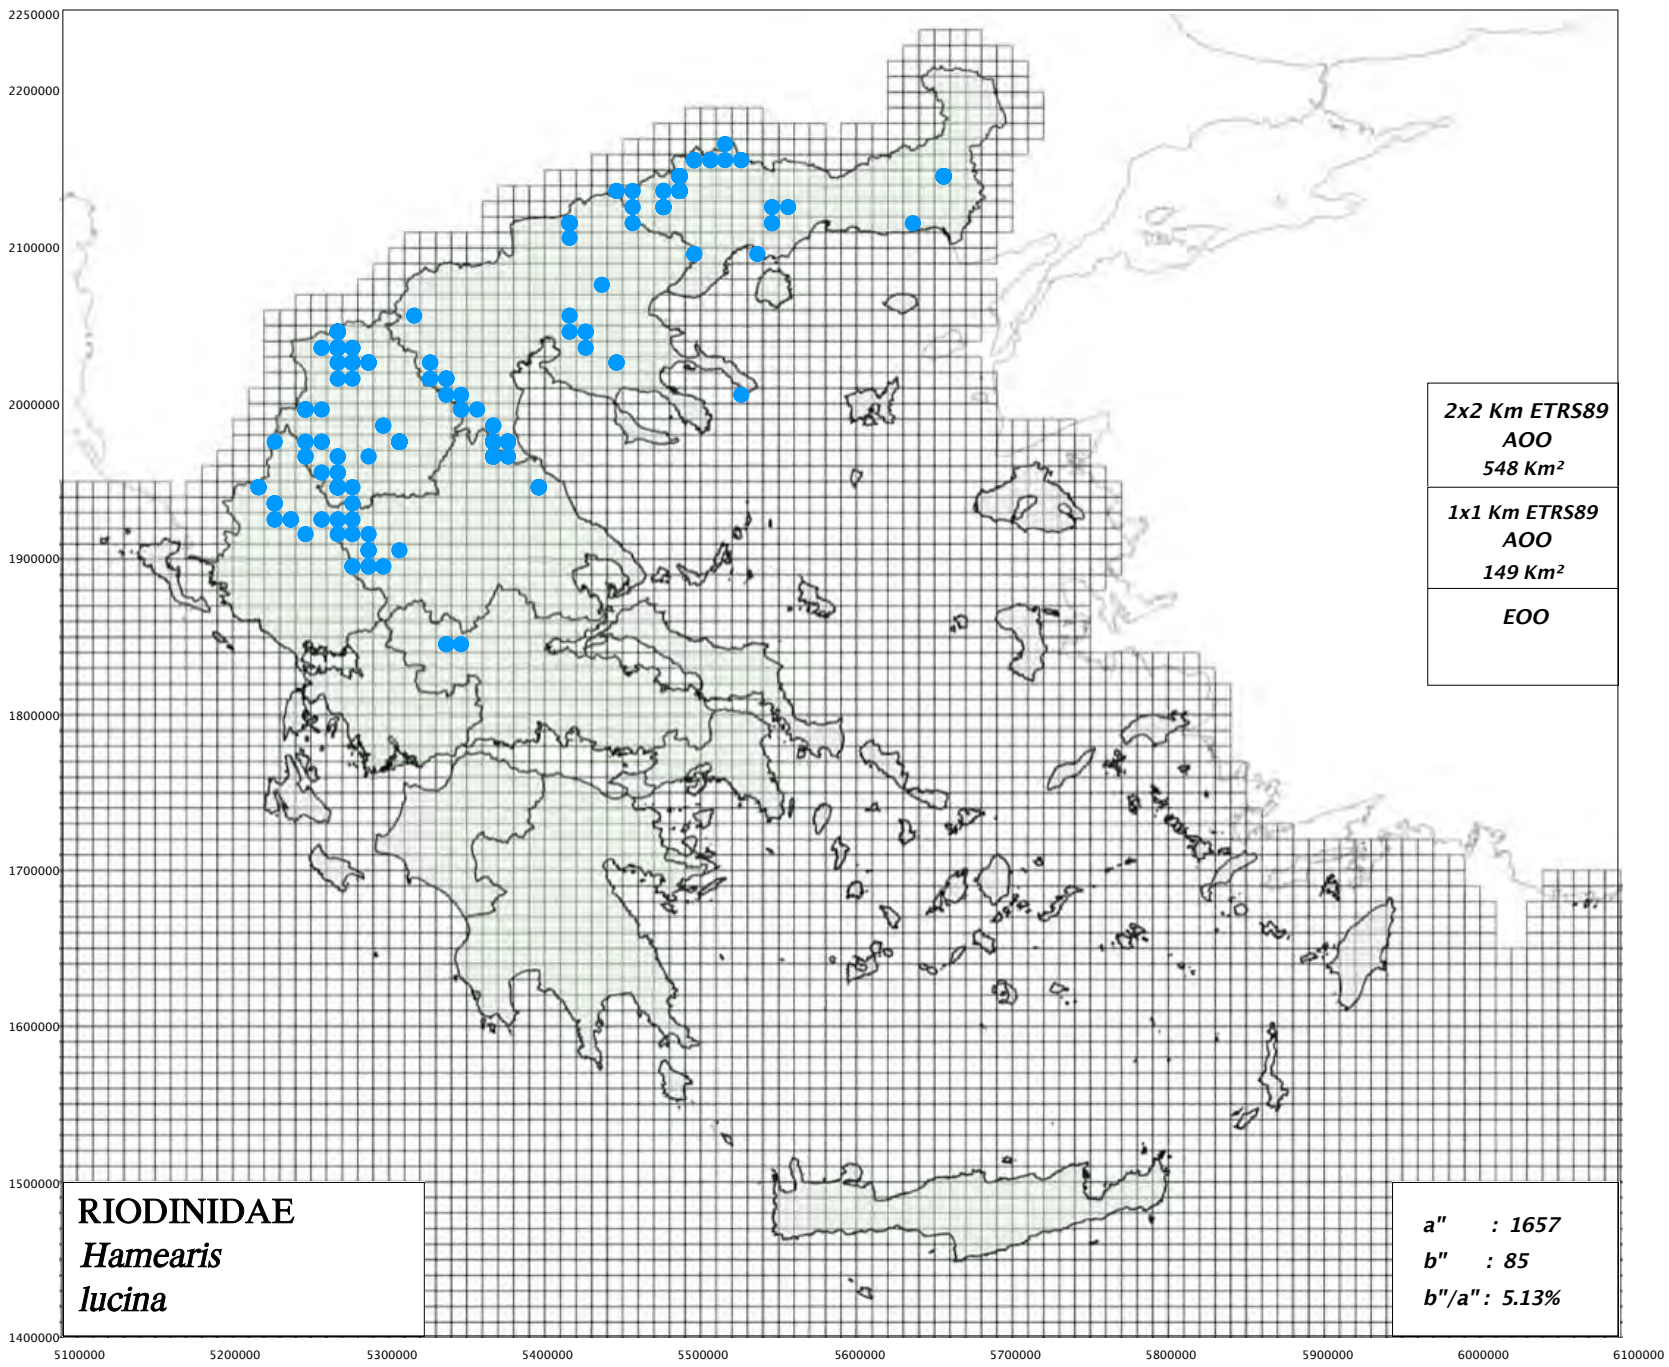 2250000
2200000
2100000
2000000
1900000
1800000
1700000
1600000
1500000
1400000
2x2 Km ETRS89
AOO
548 Km²
1x1 Km ETRS89
AOO
149 Km²
EOO
RIODINIDAE
Hamearis
lucina
a" : 1657
b" : 85
b"/a" : 5.13%
5100000 5200000 5300000 5400000 5500000 5600000 5700000 5800000 5900000 6000000 6100000